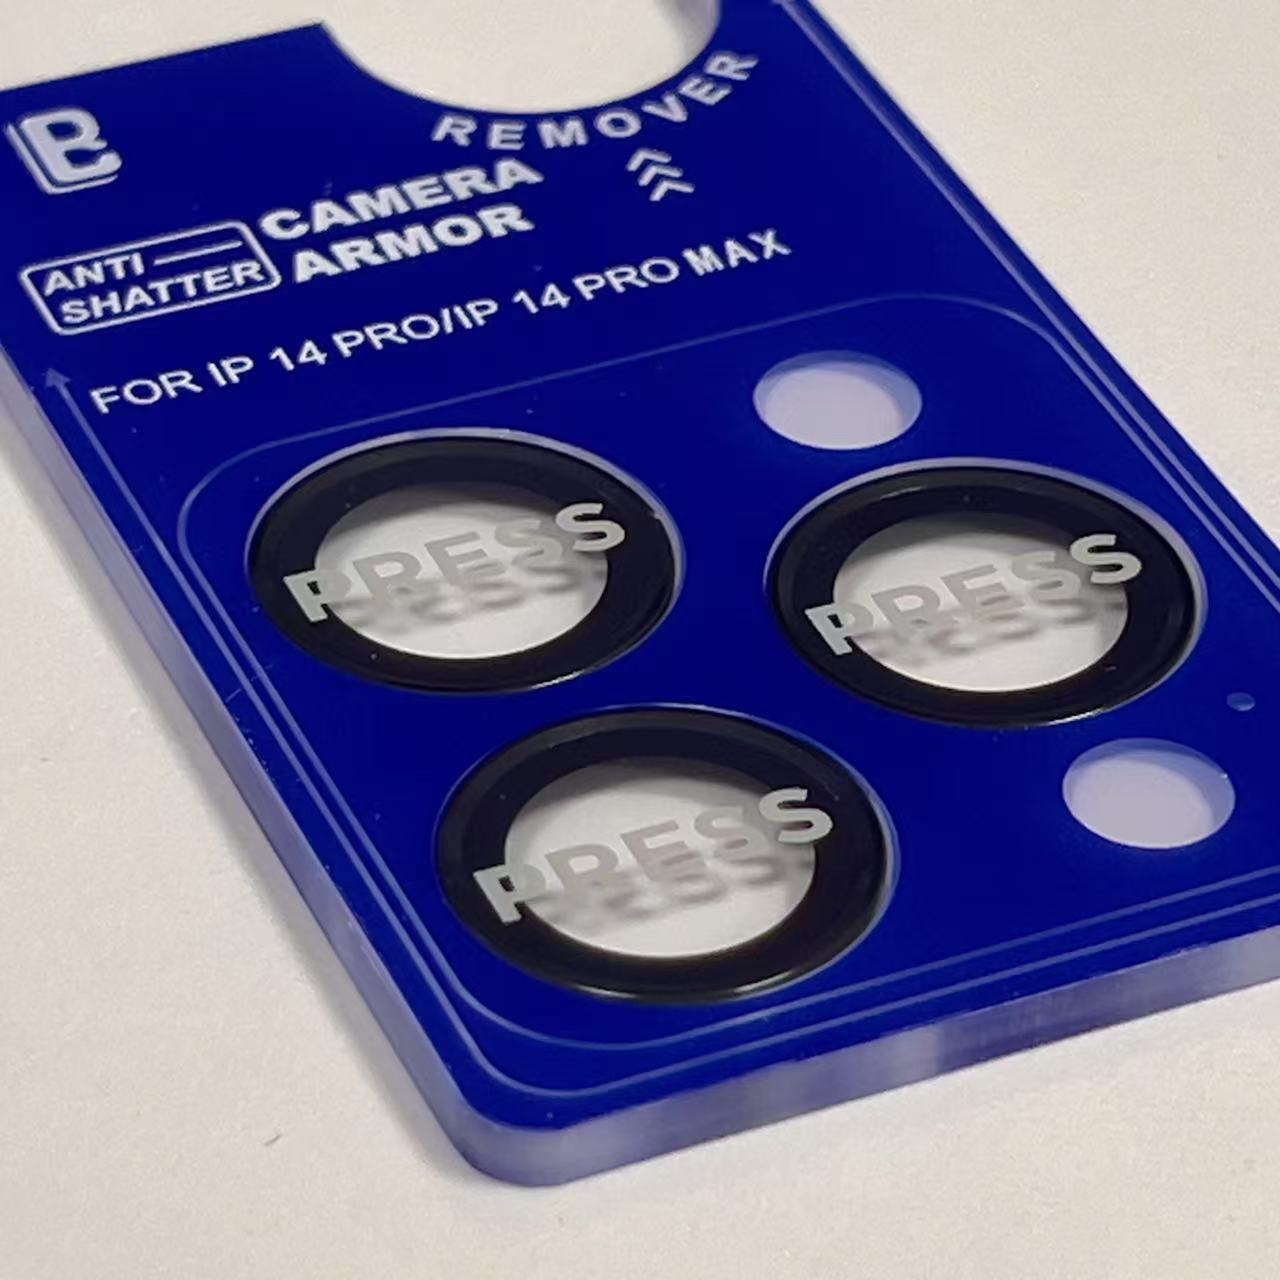 REMOVER
B
ANTI
SHATTER
CAMERA
ARMOR
FOR IP 14 PRO/IP 14 PRO MAX
PRESS
PRESS
PRESS